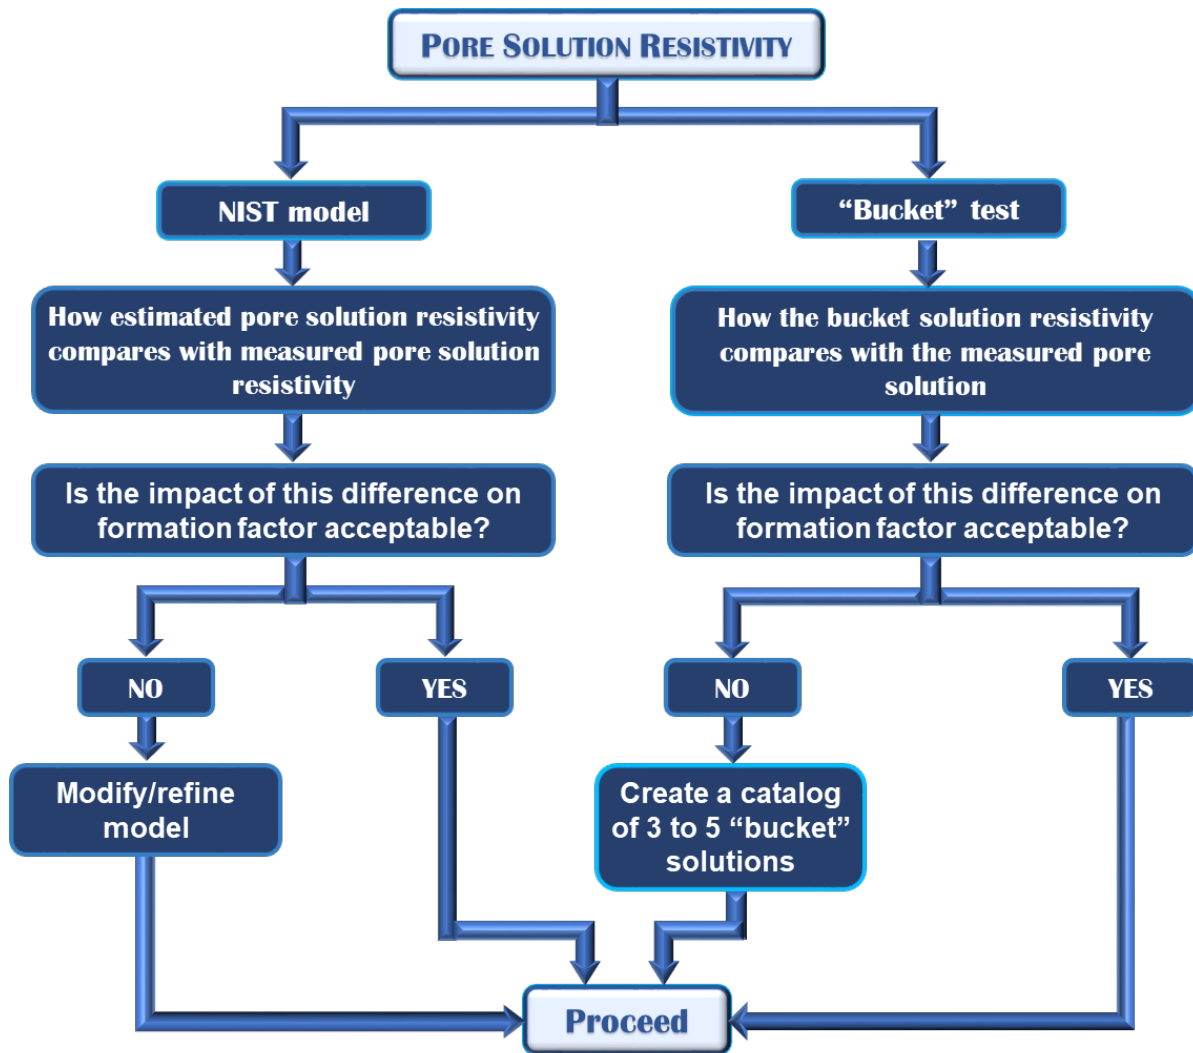 PORE SOLUTION RESISTIVITY
NIST model
“Bucket” test
How estimated pore solution resistivity
compares with measured pore solution
resistivity
How the bucket solution resistivity
compares with the measured pore
solution
Is the impact of this difference on
formation factor acceptable?
Is the impact of this difference on
formation factor acceptable?
NO
YES
NO
YES
Modify/refine
model
Create a catalog
of 3 to 5 “bucket”
solutions
Proceed